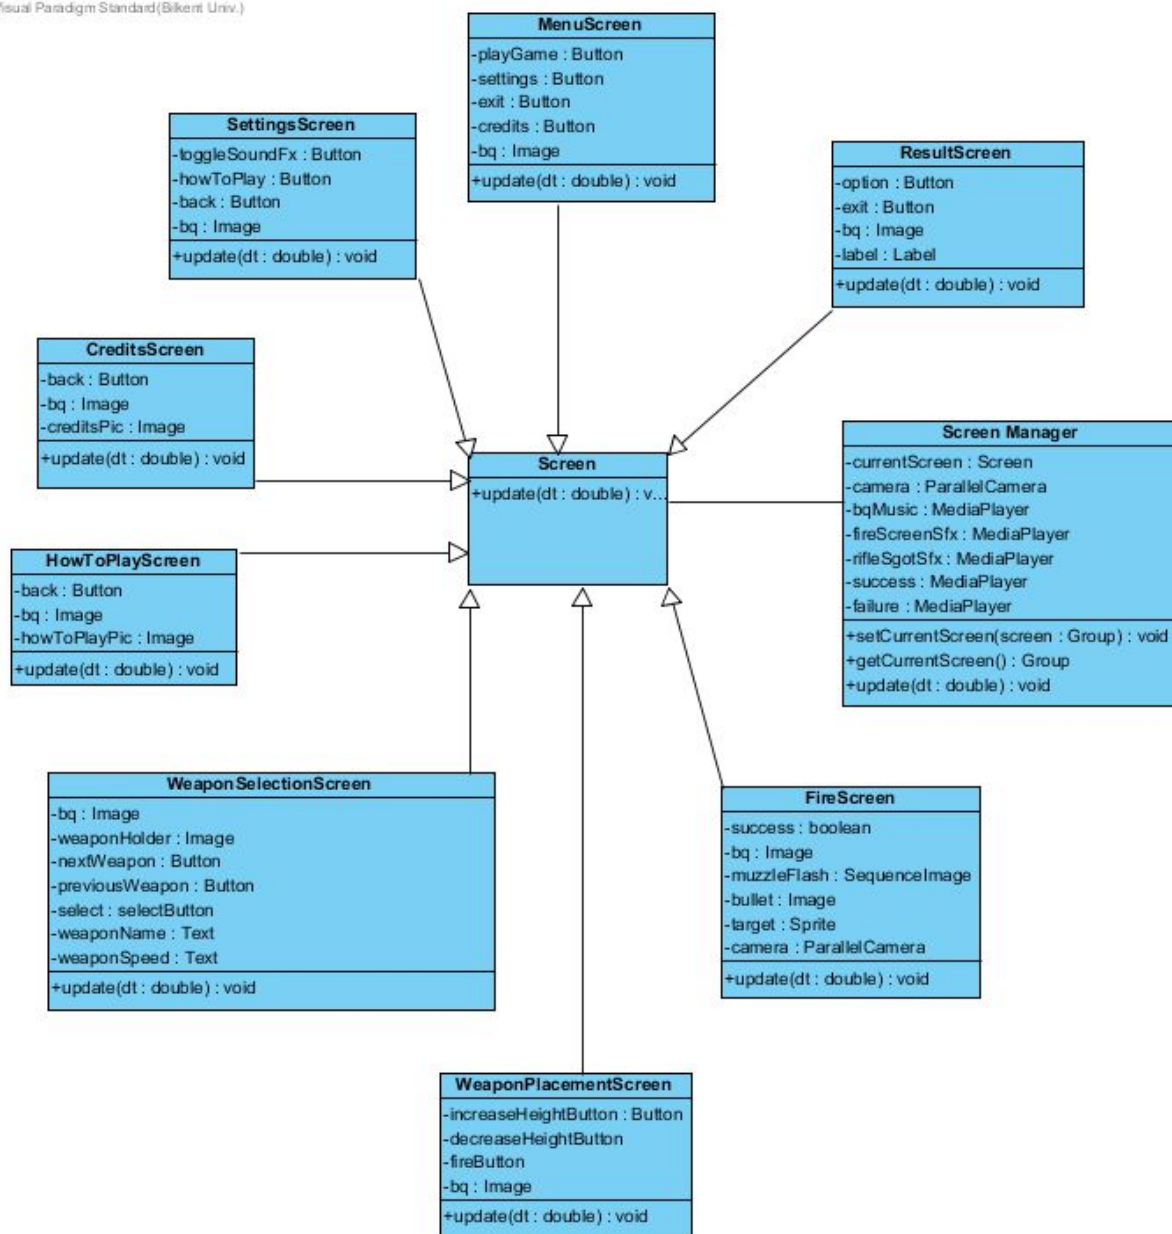 Visual Paradigm Standard(Bilkent Univ.)
MenuScreen
-playGame : Button
-settings : Button
-exit : Button
-credits : Button
-bq : Image
+update(dt : double) : void
SettingsScreen
-toggleSoundFx : Button
-howToPlay : Button
-back : Button
-bq : Image
+update(dt : double) : void
ResultScreen
-option : Button
-exit : Button
-bq : Image
-label : Label
+update(dt : double) : void
CreditsScreen
-back : Button
-bq : Image
-creditsPic : Image
+update(dt : double) : void
Screen
+update(dt : double) : v...
Screen Manager
-currentScreen : Screen
-camera : ParallelCamera
-bqMusic : MediaPlayer
-fireScreenSfx : MediaPlayer
-rifleSgotSfx : MediaPlayer
-success : MediaPlayer
-failure : MediaPlayer
+setCurrentScreen(screen : Group) : void
+getCurrentScreen() : Group
+update(dt : double) : void
HowToPlayScreen
-back : Button
-bq : Image
-howToPlayPic : Image
+update(dt : double) : void
WeaponSelectionScreen
-bq : Image
-weaponHolder : Image
-nextWeapon : Button
-previousWeapon : Button
-select : selectButton
-weaponName : Text
-weaponSpeed : Text
+update(dt : double) : void
FireScreen
-success : boolean
-bq : Image
-muzzleFlash : SequenceImage
-bullet : Image
-target : Sprite
-camera : ParallelCamera
+update(dt : double) : void
WeaponPlacementScreen
-increaseHeightButton : Button
-decreaseHeightButton
-fireButton
-bq : Image
+update(dt : double) : void